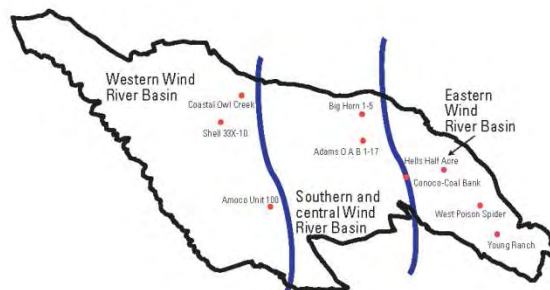 Western Wind
River Basin
Coastal Owl Creek
Shell 33X-10
Amoco Unit 100
Big Horn 1-5
Adams O A B 1-17
Southern and
central Wind
River Basin
Eastern
Wind
River Basin
Hells Half Acre
Conoco-Coal Bank
West Poison Spider
Young Ranch